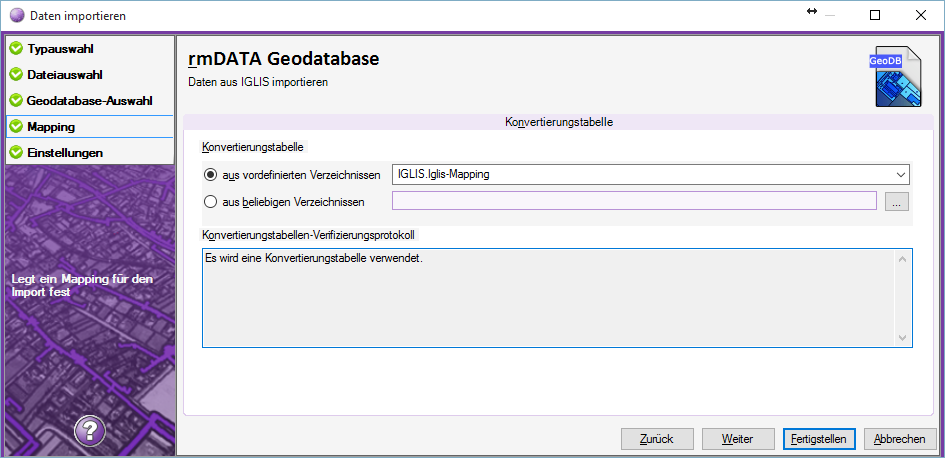 Daten importieren
Typauswahl
Dateiauswahl
Geodatabase-Auswahl
Mapping
Einstellungen
Legt ein Mapping für den
Import fest
?
rmDATA Geodatabase
Daten aus IGLIS importieren
GeoDB
Konvertierungstabelle
Konvertierungstabelle
aus vordefinierten Verzeichnissen
IGLIS.Iglis-Mapping
aus beliebigen Verzeichnissen
...
Konvertierungstabellen-Verifizierungsprotokoll
Es wird eine Konvertierungstabelle verwendet.
Zurück
Weiter
Fertigstellen
Abbrechen